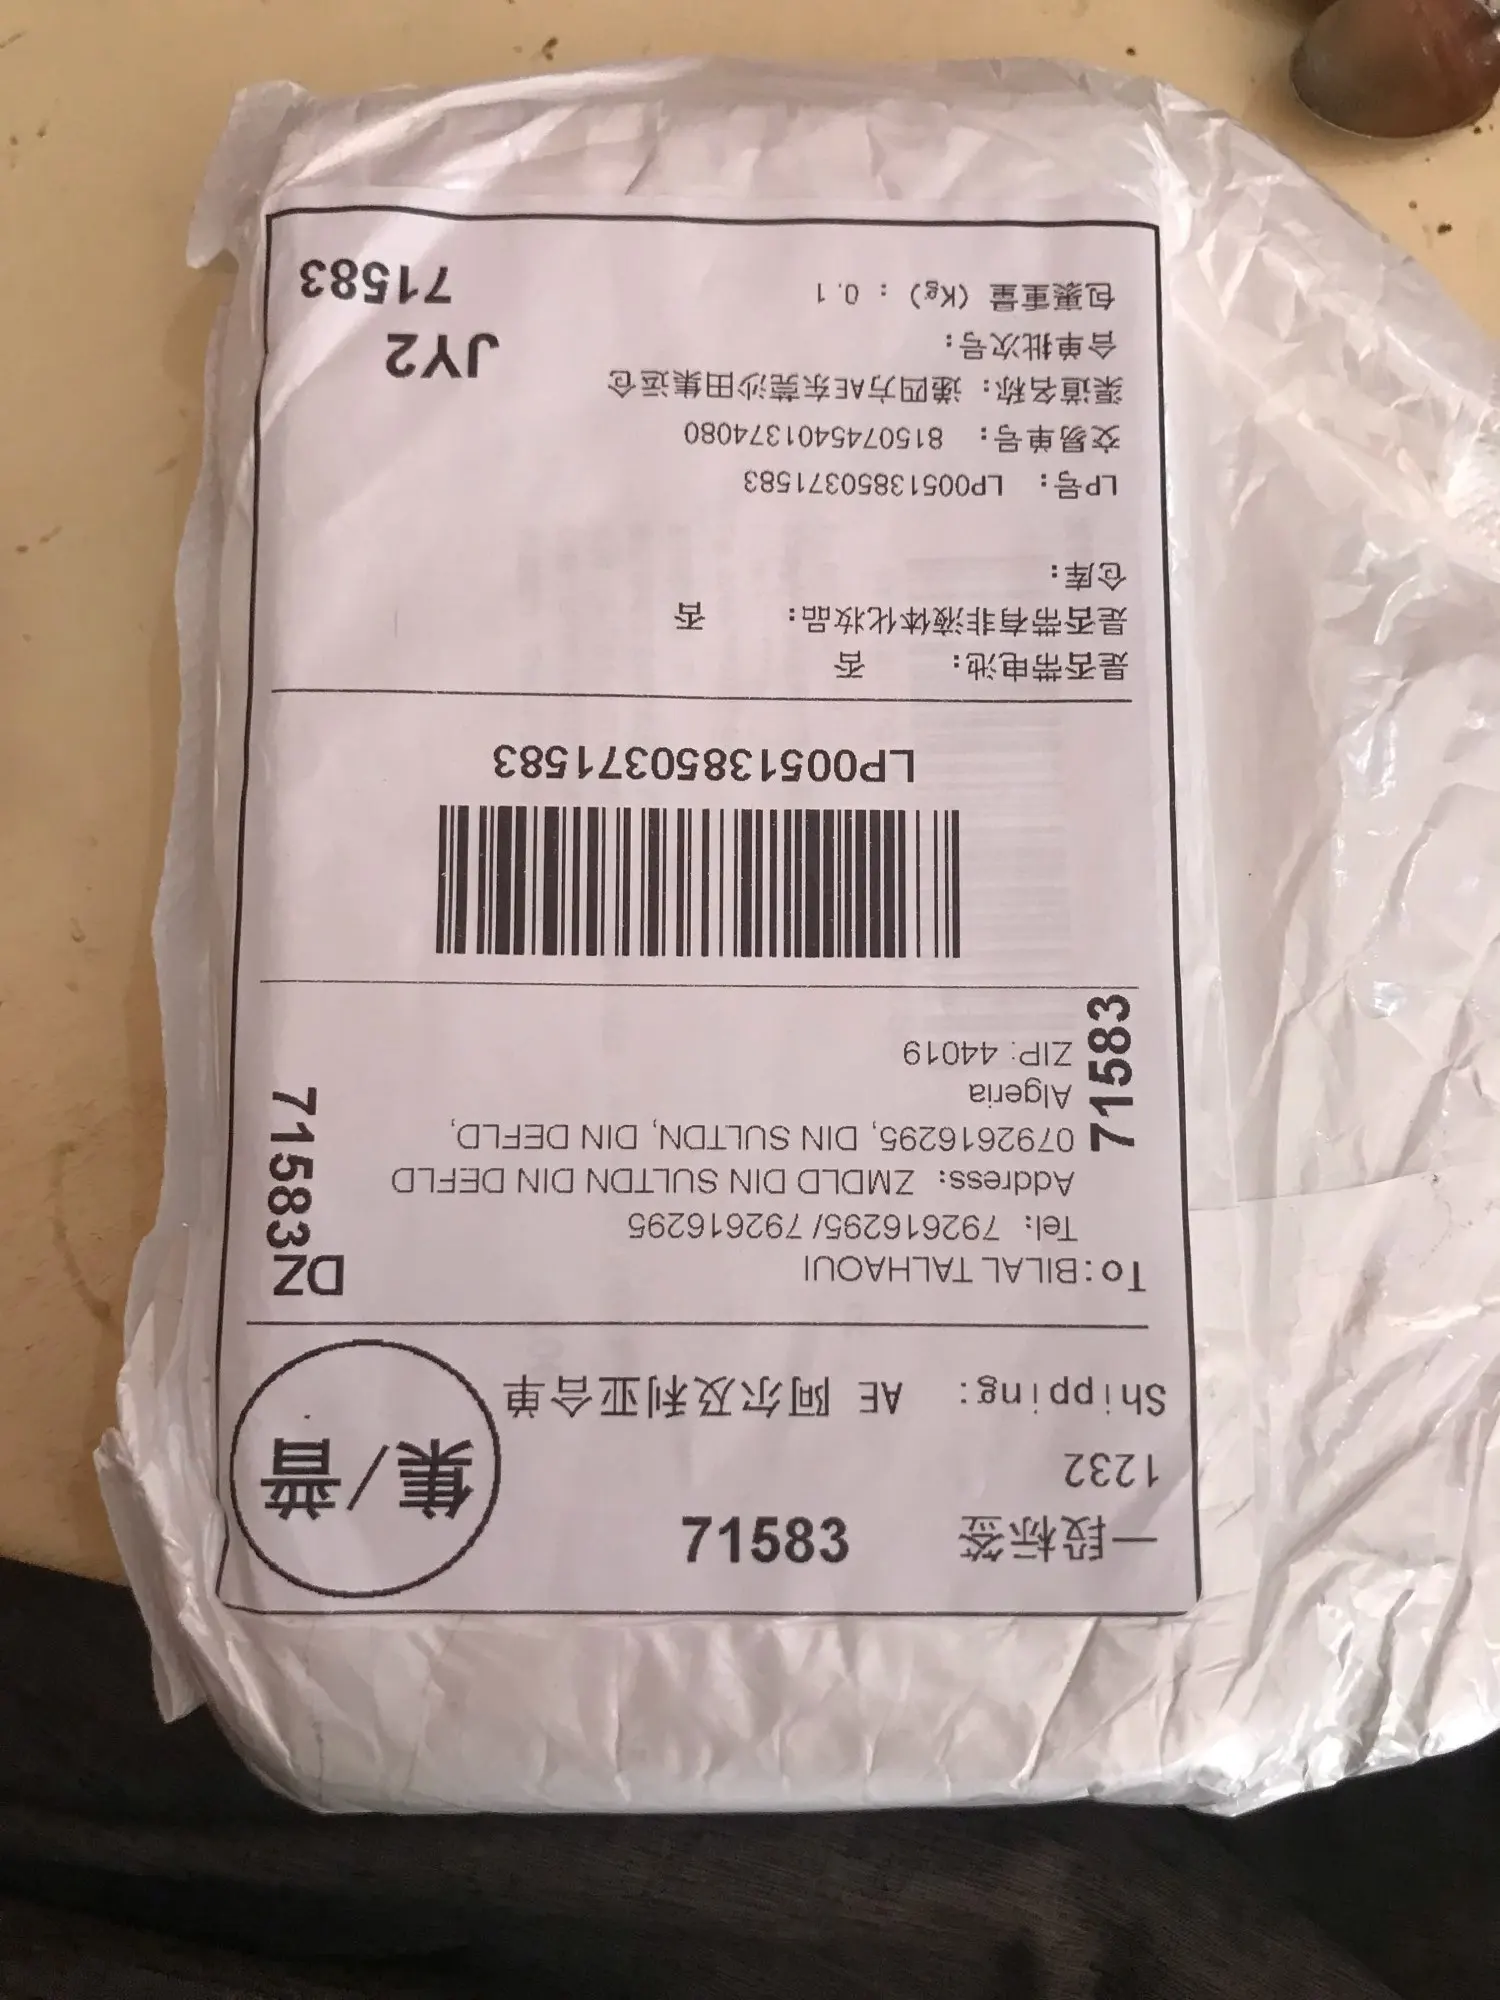 一段标签 71583
1232
Shipping: AE 阿尔及利亚合单
集/普
To:BILAL TALHAOUI
Tel: 792616295/792616295
Address: ZMDLD DIN SULTDN DIN DEFLD
0792616295, DIN SULTDN, DIN DEFLD,
Algeria
ZIP: 44019
DZ
71583
71583
LP00513850371583
是否带电池: 否
是否带有非液体化妆品: 否
仓库:
LP号: LP00513850371583
交易单号: 8150745401374080
渠道名称: 递四方AE东莞沙田集运仓
合单批次号:
包裹重量 (Kg) : 0.1
JY2
71583